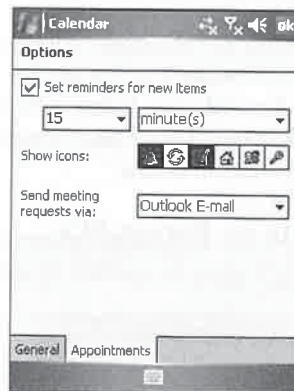 Calendar
ok
Options
Set reminders for new items
15
minute(s)
Show icons:
Send meeting
requests via:
Outlook E-mail
General
Appointments